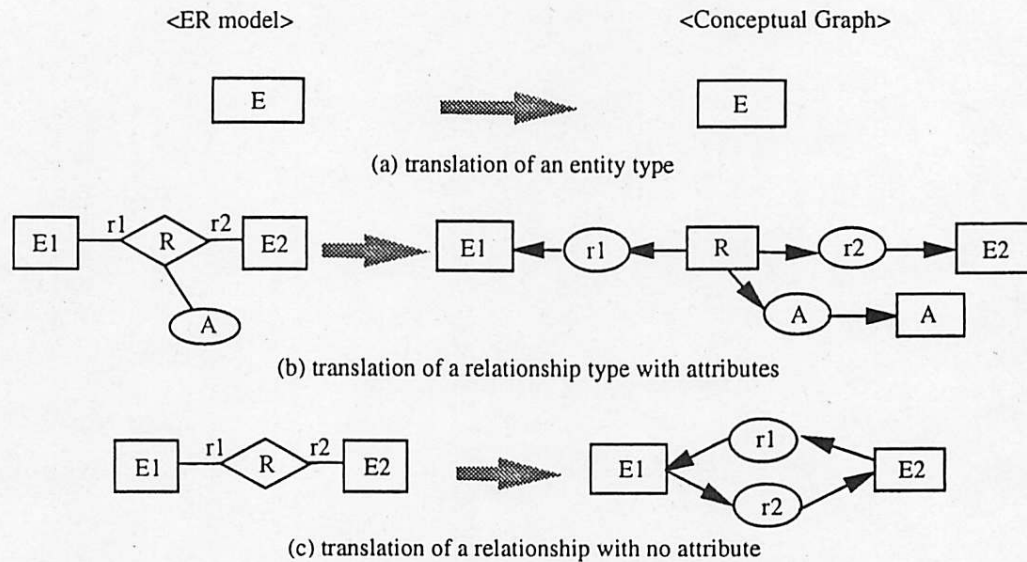 <ER model> <Conceptual Graph>
E E
(a) translation of an entity type
E1 r1 R r2 E2 E1 r1 R r2 E2
A A A
(b) translation of a relationship type with attributes
E1 r1 R r2 E2 E1 r1 E2
r2
(c) translation of a relationship with no attribute